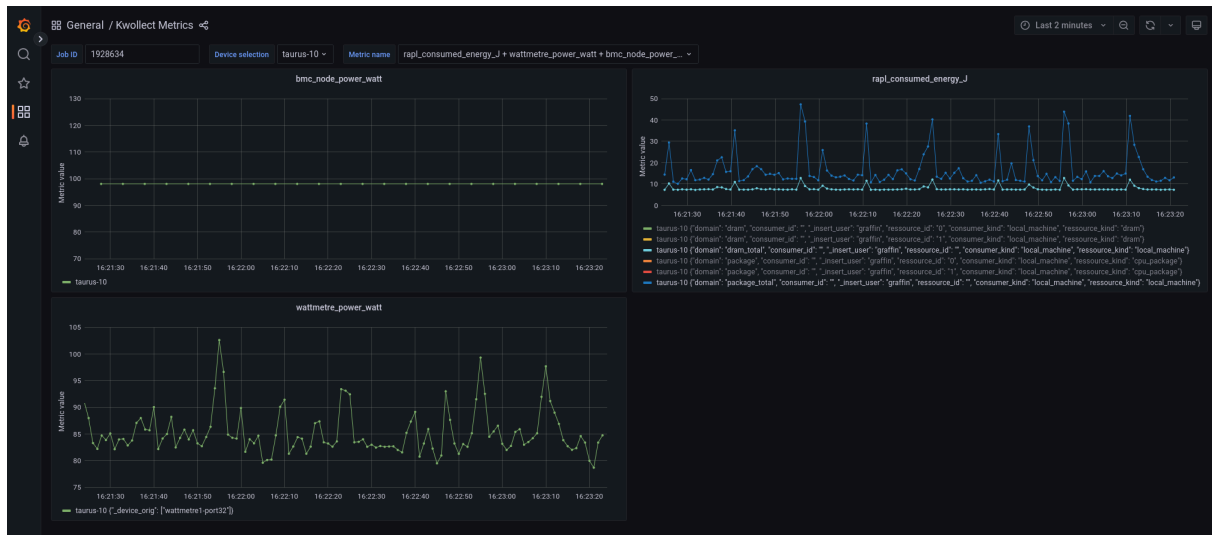 General / Kwollect Metrics
Last 2 minutes
Job ID 1928634 Device selection taurus-10 Metric name rapl_consumed_energy_J + wattmetre_power_watt + bmc_node_power_...
bmc_node_power_watt
Metric value
130
120
110
100
90
80
70
16:21:30 16:21:40 16:21:50 16:22:00 16:22:10 16:22:20 16:22:30 16:22:40 16:22:50 16:23:00 16:23:10 16:23:20
taurus-10
rapl_consumed_energy_J
Metric value
50
40
30
20
10
0
16:21:30 16:21:40 16:21:50 16:22:00 16:22:10 16:22:20 16:22:30 16:22:40 16:22:50 16:23:00 16:23:10 16:23:20
taurus-10 {"domain": "dram", "consumer_id": "", "_insert_user": "graffin", "ressource_id": "0", "consumer_kind": "local_machine", "ressource_kind": "dram"}
taurus-10 {"domain": "dram", "consumer_id": "", "_insert_user": "graffin", "ressource_id": "1", "consumer_kind": "local_machine", "ressource_kind": "dram"}
taurus-10 {"domain": "dram_total", "consumer_id": "", "_insert_user": "graffin", "ressource_id": "", "consumer_kind": "local_machine", "ressource_kind": "local_machine"}
taurus-10 {"domain": "package", "consumer_id": "", "_insert_user": "graffin", "ressource_id": "0", "consumer_kind": "local_machine", "ressource_kind": "cpu_package"}
taurus-10 {"domain": "package", "consumer_id": "", "_insert_user": "graffin", "ressource_id": "1", "consumer_kind": "local_machine", "ressource_kind": "cpu_package"}
taurus-10 {"domain": "package_total", "consumer_id": "", "_insert_user": "graffin", "ressource_id": "", "consumer_kind": "local_machine", "ressource_kind": "local_machine"}
wattmetre_power_watt
Metric value
105
100
95
90
85
80
75
16:21:30 16:21:40 16:21:50 16:22:00 16:22:10 16:22:20 16:22:30 16:22:40 16:22:50 16:23:00 16:23:10 16:23:20
taurus-10 {"_device_orig": ["wattmetre1-port32"]}